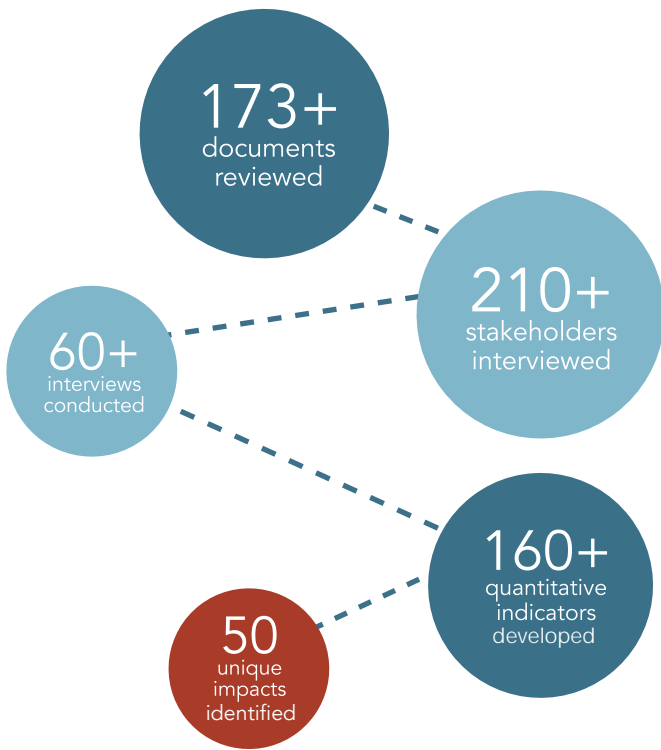 173+
documents
reviewed
210+
stakeholders
interviewed
60+
interviews
conducted
160+
quantitative
indicators
developed
50
unique
impacts
identified